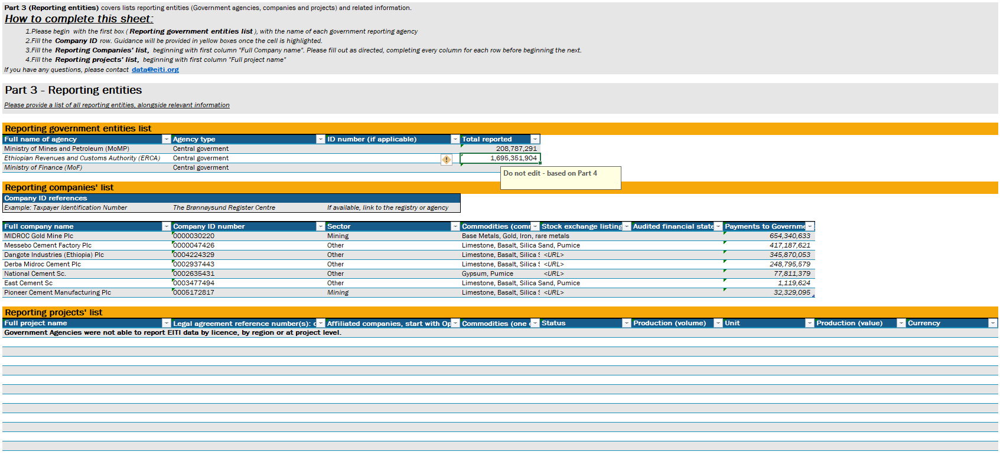 Part 3 (Reporting entities) covers lists reporting entities (Government agencies, companies and projects) and related information.
How to complete this sheet:
1.Please begin with the first box ( Reporting government entities list ), with the name of each government reporting agency
2.Fill the Company ID row. Guidance will be provided in yellow boxes once the cell is highlighted.
3.Fill the Reporting Companies' list, beginning with first column "Full Company name". Please fill out as directed, completing every column for each row before beginning the next.
4.Fill the Reporting projects' list, beginning with first column "Full project name"
If you have any questions, please contact data@eiti.org
Part 3 - Reporting entities
Please provide a list of all reporting entities, alongside relevant information
Reporting government entities list
Full name of agency Agency type ID number (if applicable) Total reported
Ministry of Mines and Petroleum (MoMP) Central goverment 208,787,291
Ethiopian Revenues and Customs Authority (ERCA) Central goverment 1,695,351,904
Ministry of Finance (MoF) Central goverment
Do not edit - based on Part 4
Reporting companies' list
Company ID references
Example: Taxpayer Identification Number The Brønnøysund Register Centre If available, link to the registry or agency
Full company name Company ID number Sector Commodities (comm Stock exchange listing Audited financial state Payments to Governme
MIDROC Gold Mine Plc 0000030220 Mining Base Metals, Gold, Iron, rare metals 654,340,633
Messebo Cement Factory Plc 0000047426 Other Limestone, Basalt, Silica Sand, Pumice 417,187,621
Dangote Industries (Ethiopia) Plc 0004224329 Other Limestone, Basalt, Silica S <URL> 345,870,053
Derba Midroc Cement Plc 0002937443 Other Limestone, Basalt, Silica S <URL> 248,795,579
National Cement Sc. 0002635431 Other Gypsum, Pumice <URL> 77,811,379
East Cement Sc 0003477494 Other Limestone, Basalt, Silica Sand, Pumice 1,119,624
Pioneer Cement Manufacturing Plc 0005172817 Mining Limestone, Basalt, Silica S <URL> 32,329,095
Reporting projects' list
Full project name Legal agreement reference number(s): c Affiliated companies, start with Op Commodities (one c Status Production (volume) Unit Production (value) Currency
Government Agencies were not able to report EITI data by licence, by region or at project level.